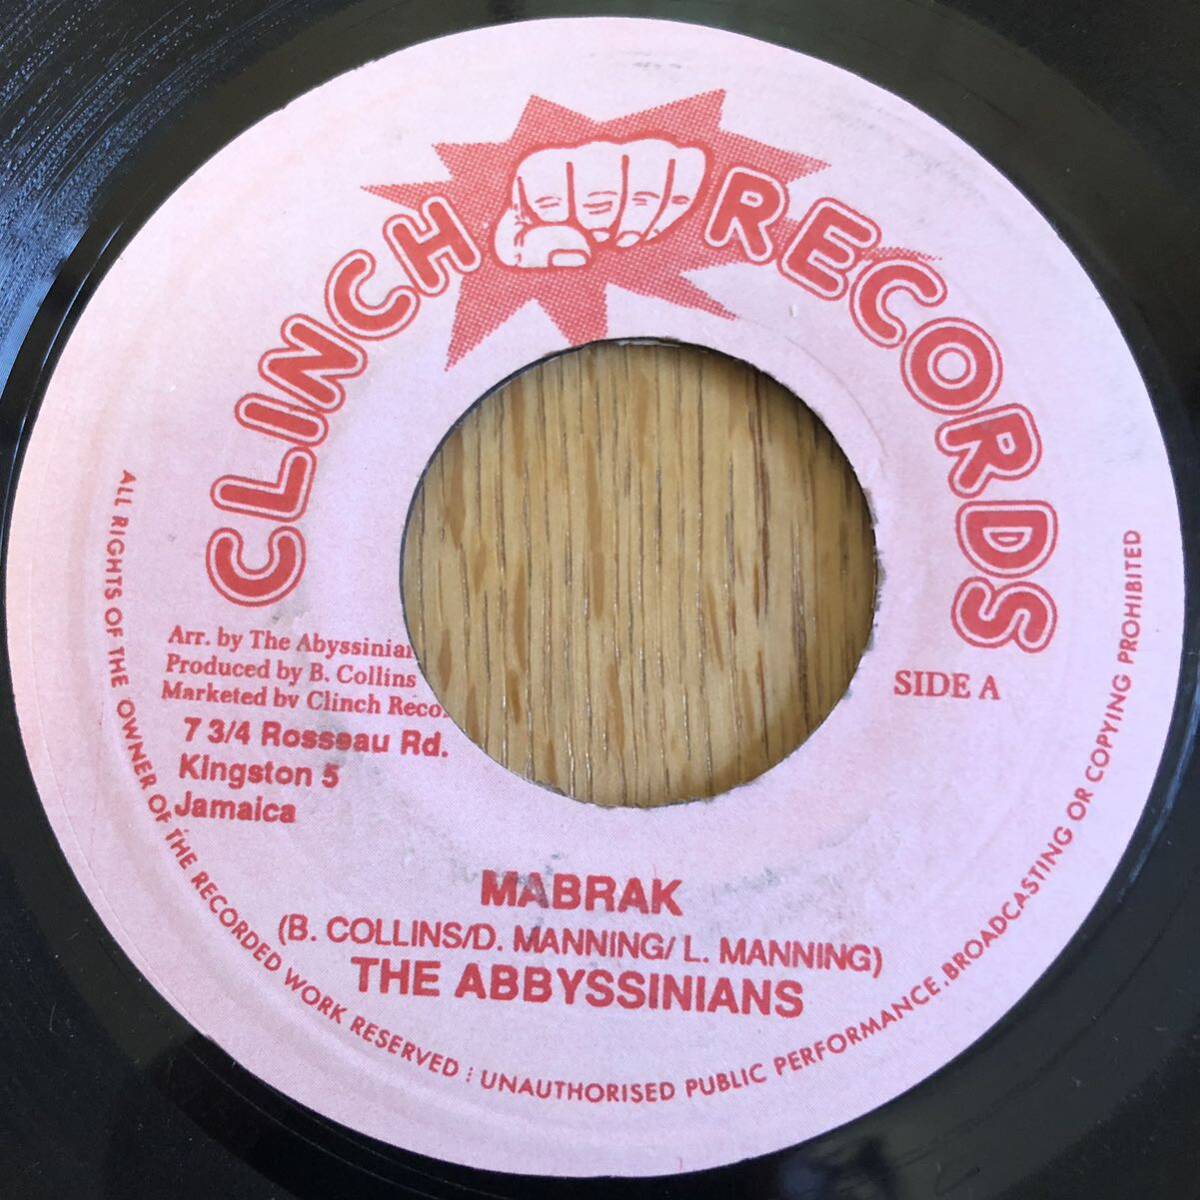 CLINCH RECORDS
Arr. by The Abyssinia
Produced by B. Collins
Marketed by Clinch Reco
7 3/4 Rosseau Rd.
Kingston 5
Jamaica
SIDE A
MABRAK
(B. COLLINS/D. MANNING/ L. MANNING)
THE ABBYSSINIANS
ALL RIGHTS OF THE OWNER OF THE RECORDED WORK RESERVED : UNAUTHORISED PUBLIC PERFORMANCE, BROADCASTING OR COPYING PROHIBITED